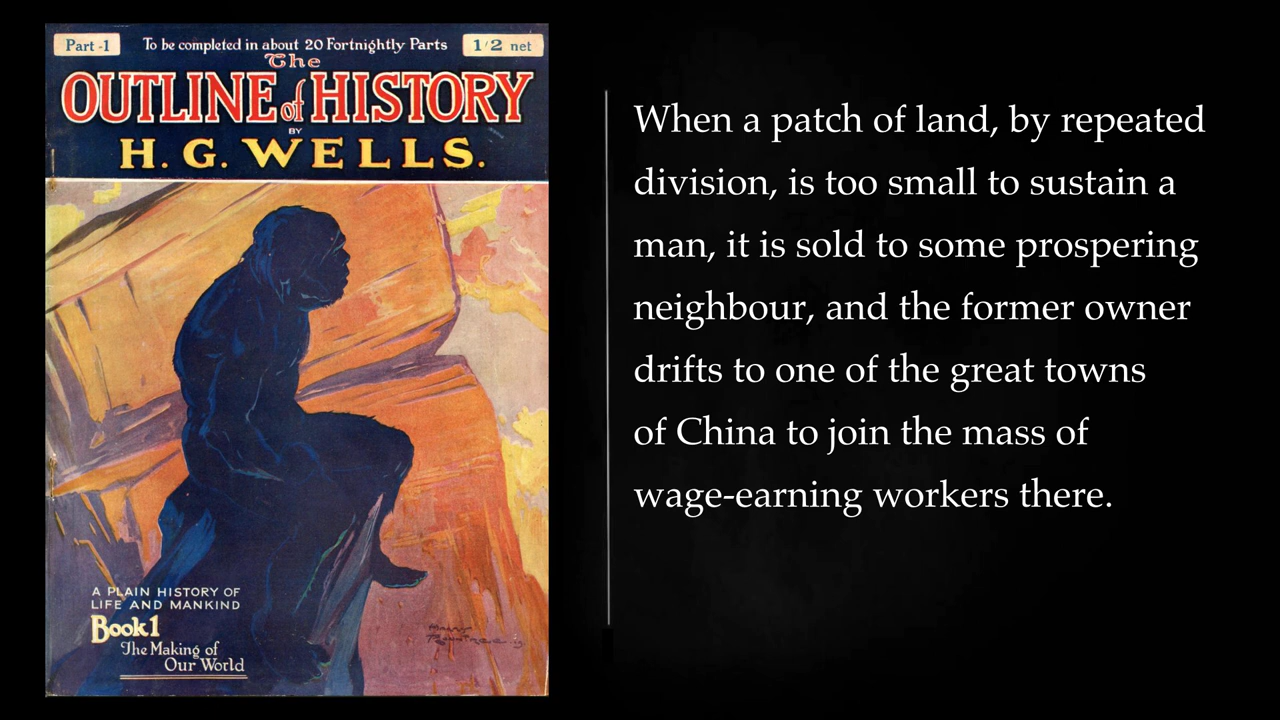 Part -1
To be completed in about 20 Fortnightly Parts
1/2 net
The
OUTLINE of HISTORY
BY
H. G. WELLS.
A PLAIN HISTORY OF
LIFE AND MANKIND
Book 1
The Making of
Our World
When a patch of land, by repeated
division, is too small to sustain a
man, it is sold to some prospering
neighbour, and the former owner
drifts to one of the great towns
of China to join the mass of
wage-earning workers there.